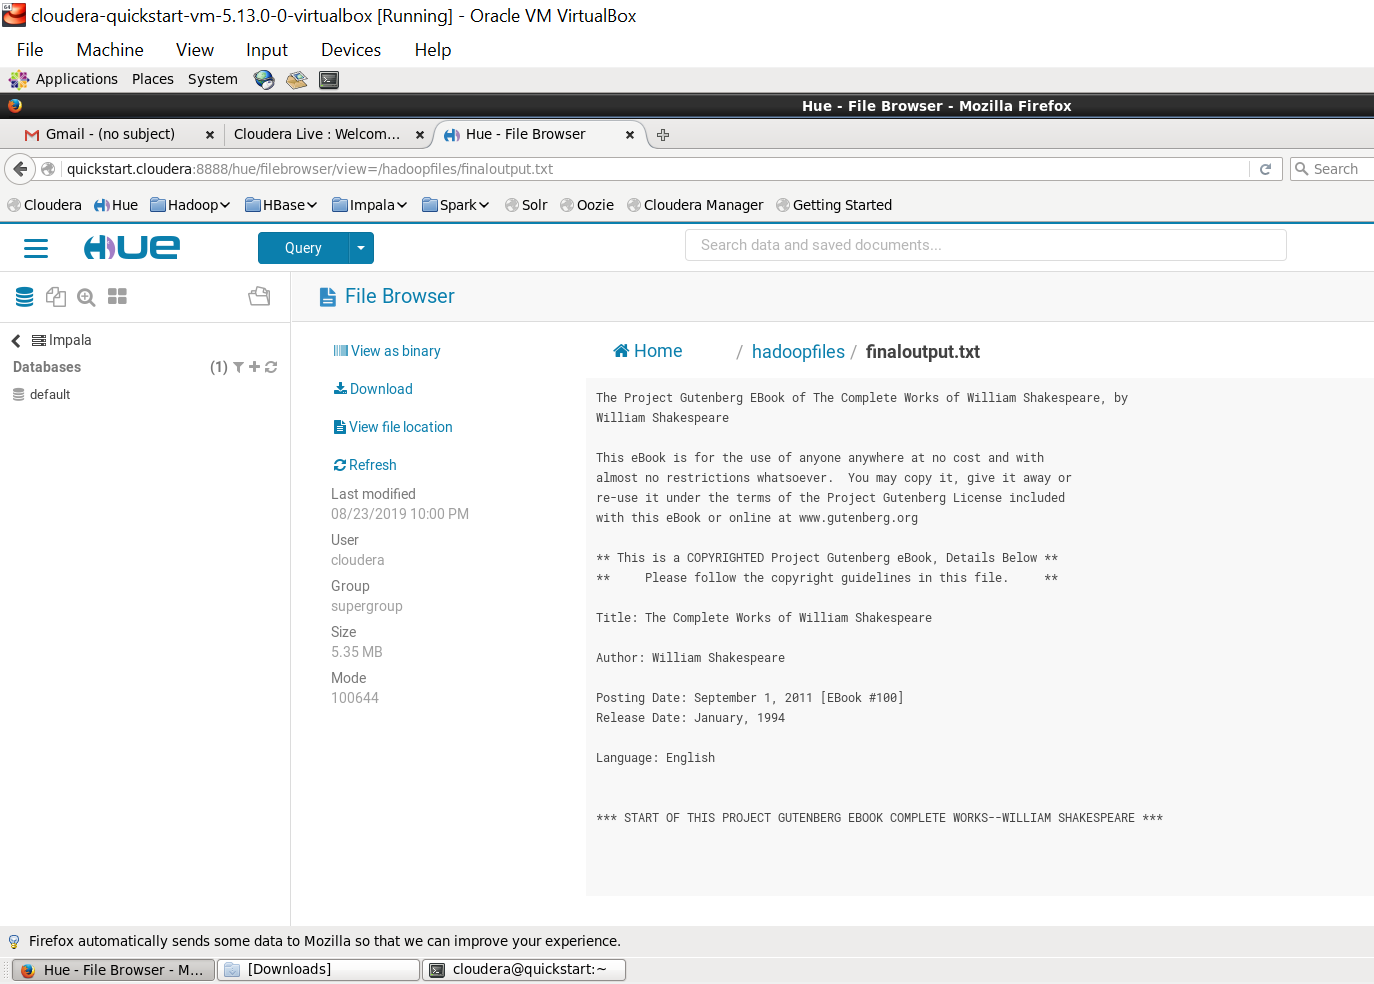 cloudera-quickstart-vm-5.13.0-0-virtualbox [Running] - Oracle VM VirtualBox
File Machine View Input Devices Help
Applications Places System
Hue - File Browser - Mozilla Firefox
Gmail - (no subject) Cloudera Live : Welcom... Hue - File Browser
quickstart.cloudera:8888/hue/filebrowser/view=/hadoopfiles/finaloutput.txt Search
Cloudera Hue Hadoop HBase Impala Spark Solr Oozie Cloudera Manager Getting Started
HUE Query Search data and saved documents...
File Browser
Impala
Databases (1)
default
View as binary
Download
View file location
Refresh
Last modified
08/23/2019 10:00 PM
User
cloudera
Group
supergroup
Size
5.35 MB
Mode
100644
Home / hadoopfiles / finaloutput.txt
The Project Gutenberg EBook of The Complete Works of William Shakespeare, by
William Shakespeare
This eBook is for the use of anyone anywhere at no cost and with
almost no restrictions whatsoever.  You may copy it, give it away or
re-use it under the terms of the Project Gutenberg License included
with this eBook or online at www.gutenberg.org
** This is a COPYRIGHTED Project Gutenberg eBook, Details Below **
**     Please follow the copyright guidelines in this file.     **
Title: The Complete Works of William Shakespeare
Author: William Shakespeare
Posting Date: September 1, 2011 [EBook #100]
Release Date: January, 1994
Language: English
*** START OF THIS PROJECT GUTENBERG EBOOK COMPLETE WORKS--WILLIAM SHAKESPEARE ***
Firefox automatically sends some data to Mozilla so that we can improve your experience.
Hue - File Browser - M... [Downloads] cloudera@quickstart:~